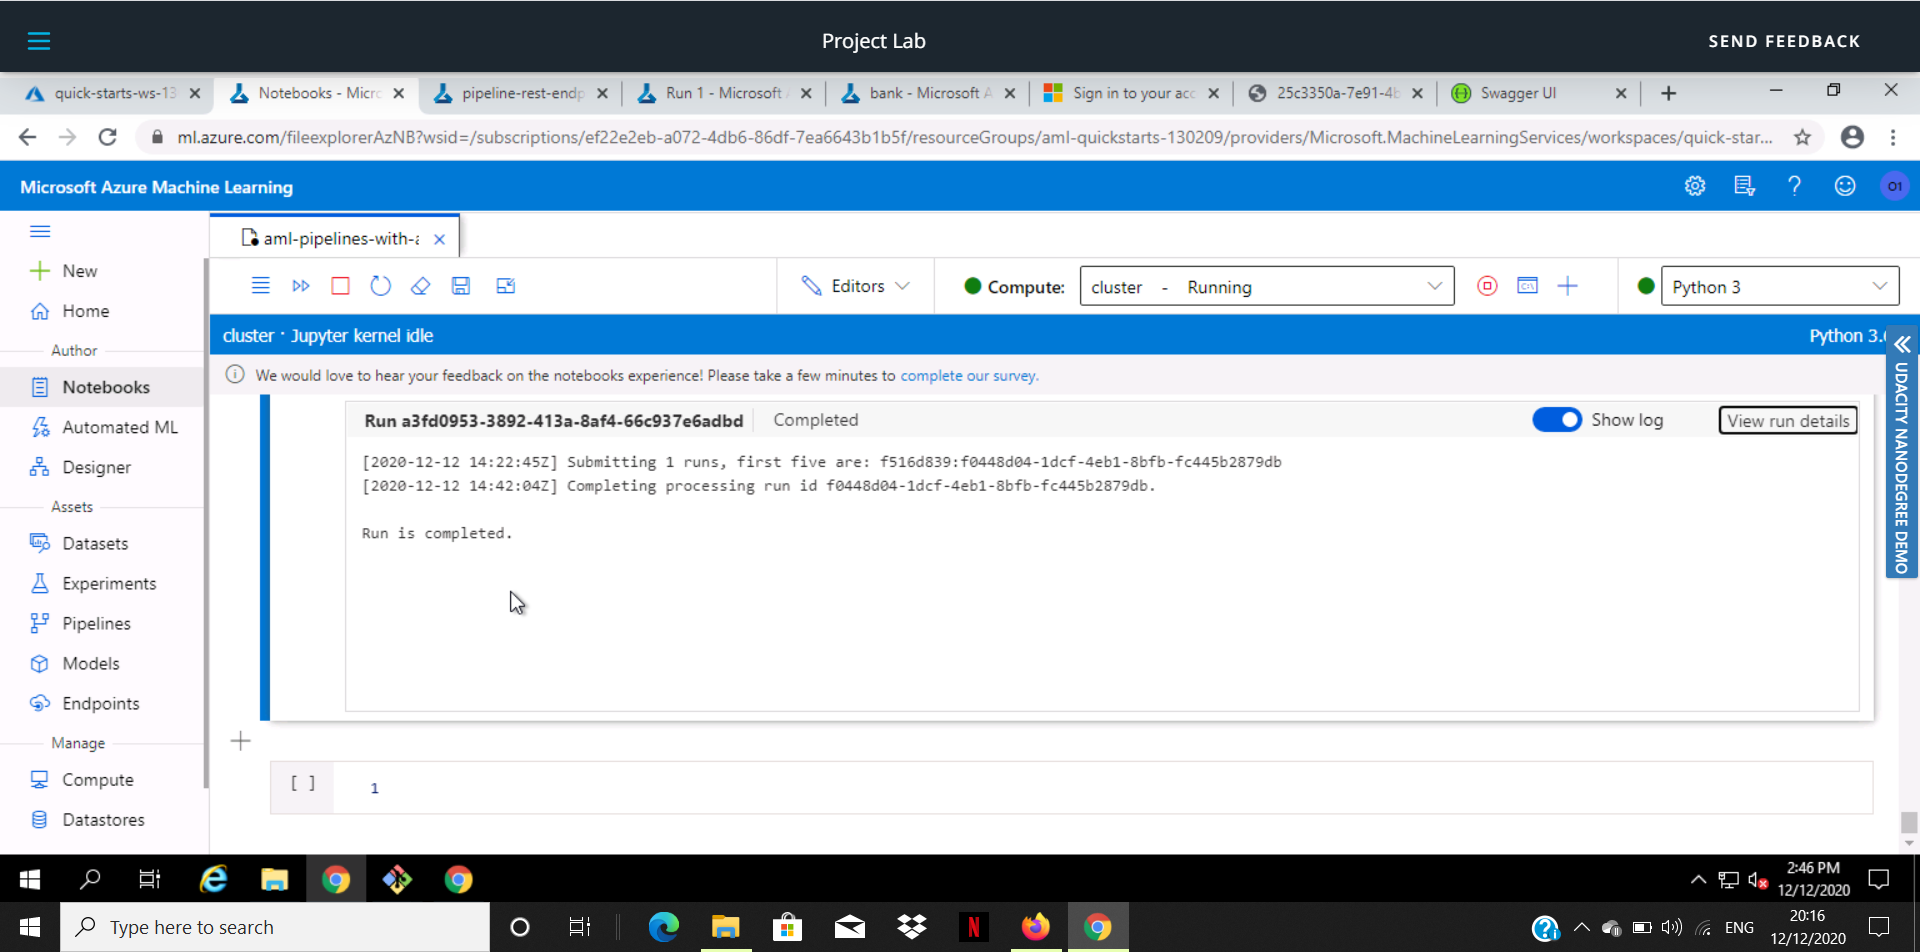 Project Lab
SEND FEEDBACK
quick-starts-ws-13
Notebooks - Micro
pipeline-rest-endp
Run 1 - Microsoft
bank - Microsoft A
Sign in to your acc
25c3350a-7e91-4b
Swagger UI
ml.azure.com/fileexplorerAzNB?wsid=/subscriptions/ef22e2eb-a072-4db6-86df-7ea6643b1b5f/resourceGroups/aml-quickstarts-130209/providers/Microsoft.MachineLearningServices/workspaces/quick-star...
Microsoft Azure Machine Learning
01
New
Home
Author
Notebooks
Automated ML
Designer
Assets
Datasets
Experiments
Pipelines
Models
Endpoints
Manage
Compute
Datastores
aml-pipelines-with-a
Editors
Compute:
cluster - Running
Python 3
cluster · Jupyter kernel idle
Python 3.6
We would love to hear your feedback on the notebooks experience! Please take a few minutes to complete our survey.
UDACITY NANODEGREE DEMO
Run a3fd0953-3892-413a-8af4-66c937e6adbd
Completed
Show log
View run details
[2020-12-12 14:22:45Z] Submitting 1 runs, first five are: f516d839:f0448d04-1dcf-4eb1-8bfb-fc445b2879db
[2020-12-12 14:42:04Z] Completing processing run id f0448d04-1dcf-4eb1-8bfb-fc445b2879db.
Run is completed.
[ ]
1
2:46 PM
12/12/2020
Type here to search
N
ENG
20:16
12/12/2020